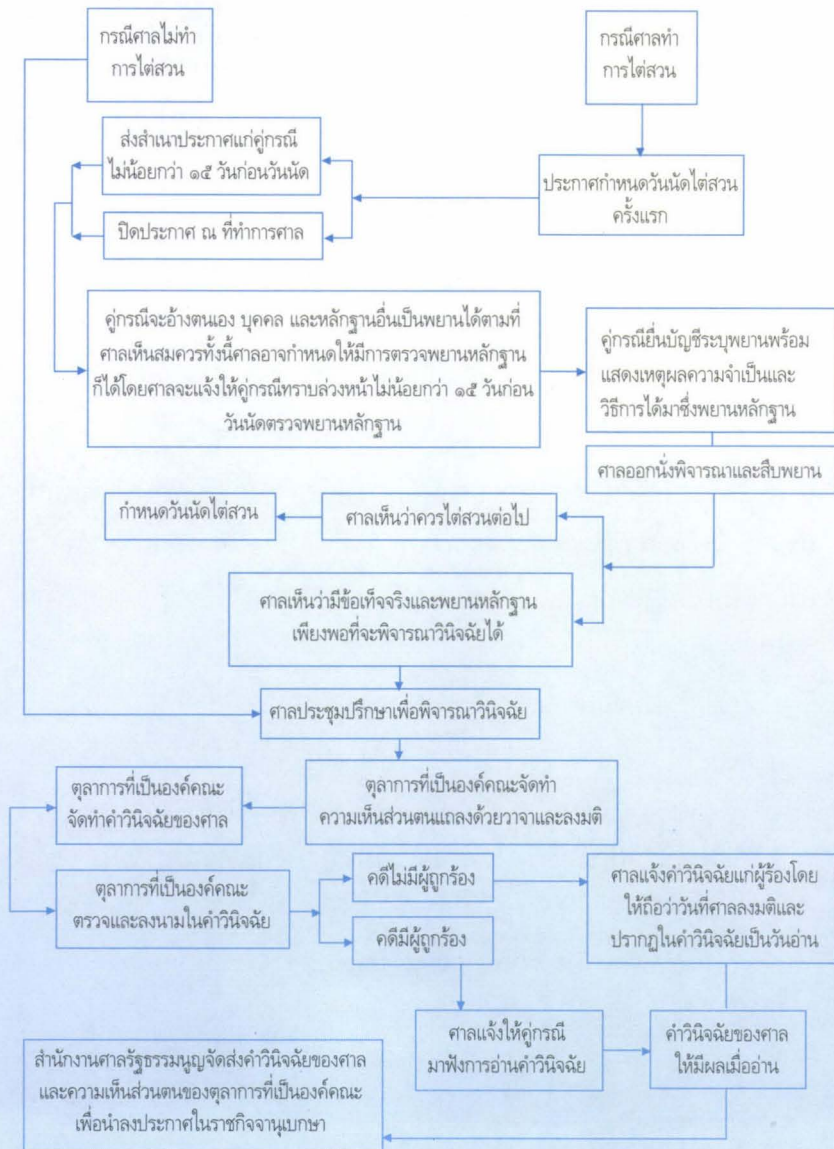 กรณีศาลไม่ทำ
การไต่สวน
กรณีศาลทำ
การไต่สวน
ส่งสำเนาประกาศแก่คู่กรณี
ไม่น้อยกว่า ๑๕ วันก่อนวันนัด
ปิดประกาศ ณ ที่ทำการศาล
ประกาศกำหนดวันนัดไต่สวน
ครั้งแรก
คู่กรณีจะอ้างตนเอง บุคคล และหลักฐานอื่นเป็นพยานได้ตามที่
ศาลเห็นสมควรทั้งนี้ศาลอาจกำหนดให้มีการตรวจพยานหลักฐาน
ก็ได้โดยศาลจะแจ้งให้คู่กรณีทราบล่วงหน้าไม่น้อยกว่า ๑๕ วันก่อน
วันนัดตรวจพยานหลักฐาน
คู่กรณียื่นบัญชีระบุพยานพร้อม
แสดงเหตุผลความจำเป็นและ
วิธีการได้มาซึ่งพยานหลักฐาน
ศาลออกนั่งพิจารณาและสืบพยาน
กำหนดวันนัดไต่สวน
ศาลเห็นว่าควรไต่สวนต่อไป
ศาลเห็นว่ามีข้อเท็จจริงและพยานหลักฐาน
เพียงพอที่จะพิจารณาวินิจฉัยได้
ศาลประชุมปรึกษาเพื่อพิจารณาวินิจฉัย
ตุลาการที่เป็นองค์คณะจัดทำ
ความเห็นส่วนตนแถลงด้วยวาจาและลงมติ
ตุลาการที่เป็นองค์คณะ
จัดทำคำวินิจฉัยของศาล
ตุลาการที่เป็นองค์คณะ
ตรวจและลงนามในคำวินิจฉัย
คดีไม่มีผู้ถูกร้อง
คดีมีผู้ถูกร้อง
ศาลแจ้งคำวินิจฉัยแก่ผู้ร้องโดย
ให้ถือว่าวันที่ศาลลงมติและ
ปรากฏในคำวินิจฉัยเป็นวันอ่าน
ศาลแจ้งให้คู่กรณี
มาฟังการอ่านคำวินิจฉัย
คำวินิจฉัยของศาล
ให้มีผลเมื่ออ่าน
สำนักงานศาลรัฐธรรมนูญจัดส่งคำวินิจฉัยของศาล
และความเห็นส่วนตนของตุลาการที่เป็นองค์คณะ
เพื่อนำลงประกาศในราชกิจจานุเบกษา